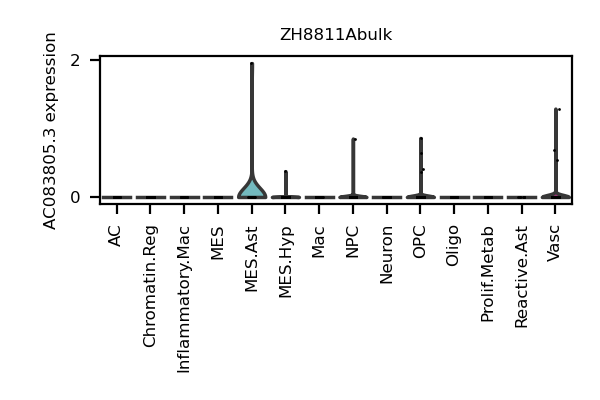 ZH8811Abulk
AC083805.3 expression
2
0
AC
Chromatin.Reg
Inflammatory.Mac
MES
MES.Ast
MES.Hyp
Mac
NPC
Neuron
OPC
Oligo
Prolif.Metab
Reactive.Ast
Vasc